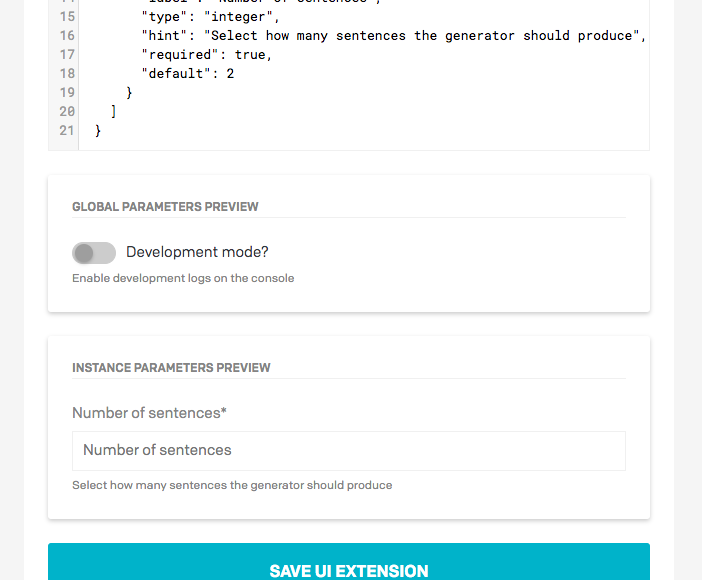 15 "type": "integer",
16 "hint": "Select how many sentences the generator should produce",
17 "required": true,
18 "default": 2
19 }
20 ]
21 }
GLOBAL PARAMETERS PREVIEW
Development mode?
Enable development logs on the console
INSTANCE PARAMETERS PREVIEW
Number of sentences*
Number of sentences
Select how many sentences the generator should produce
SAVE UI EXTENSION